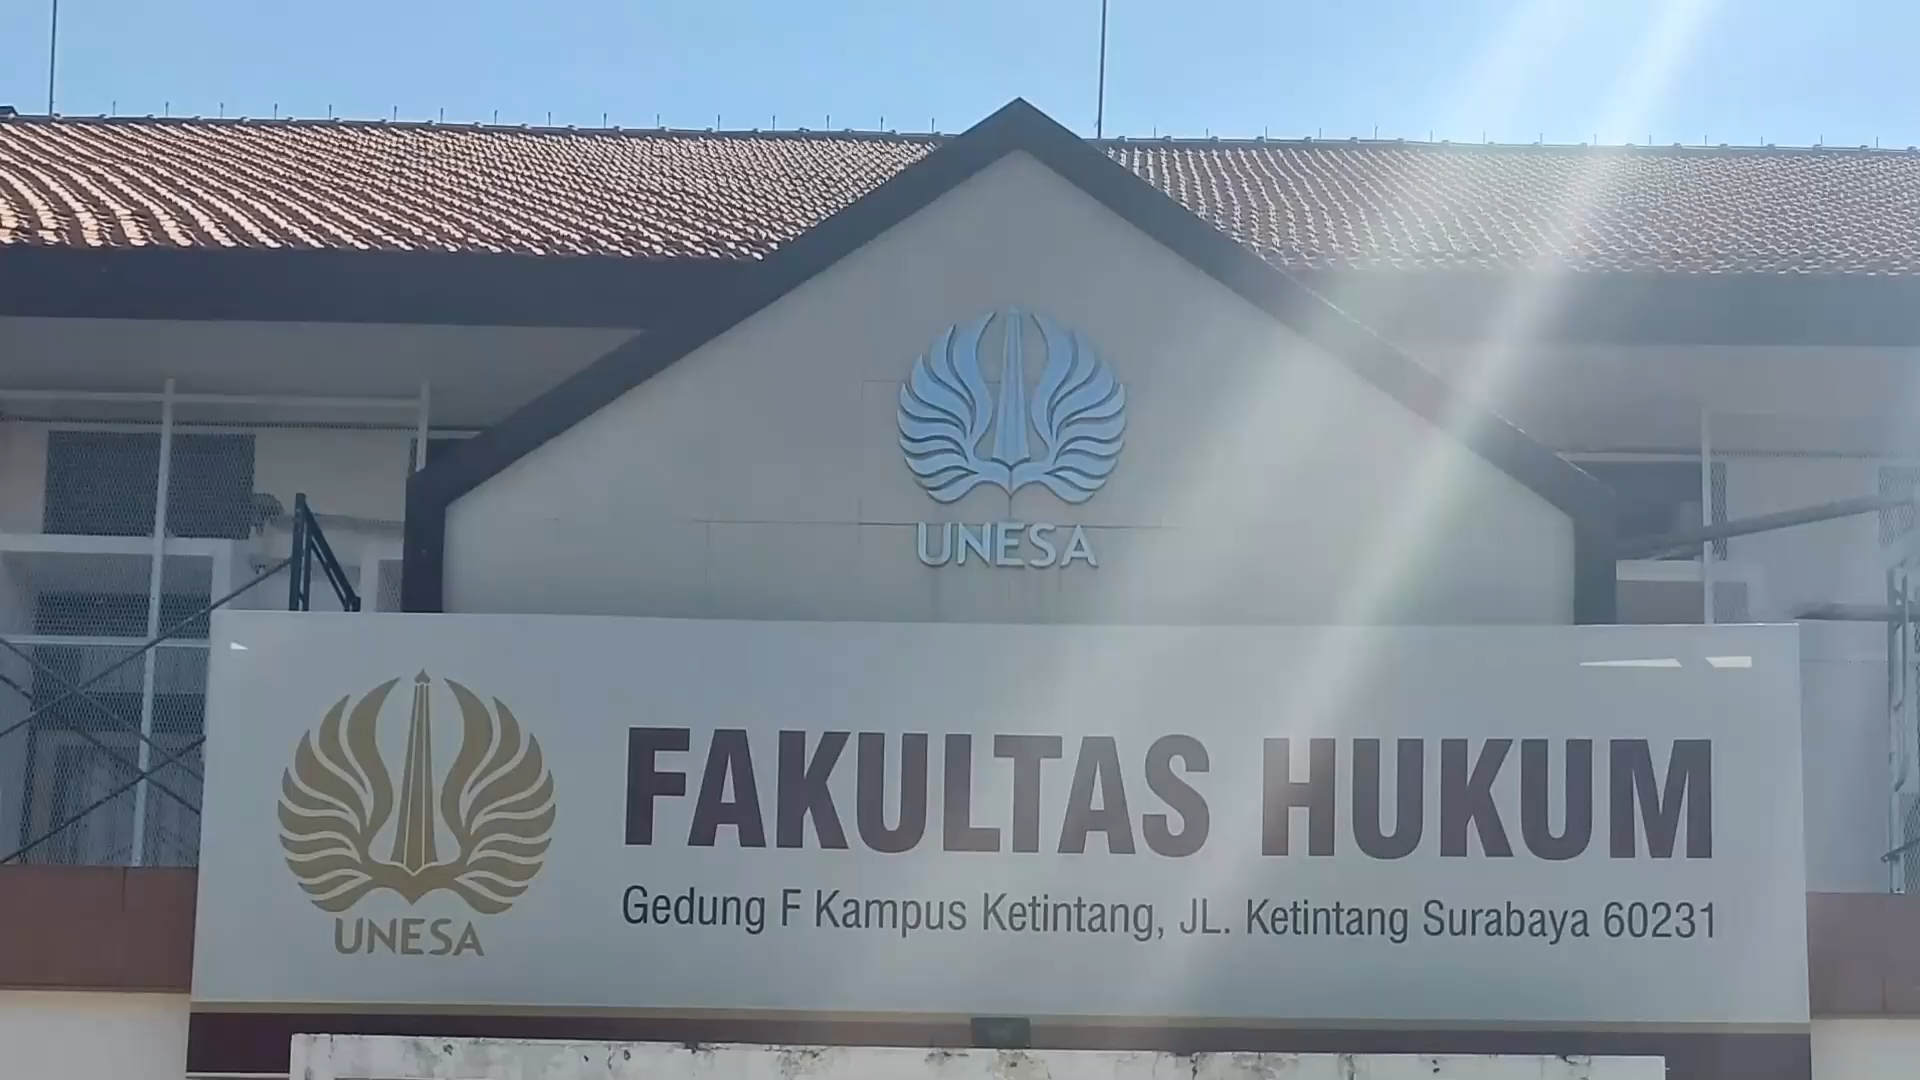 UNESA
FAKULTAS HUKUM
Gedung F Kampus Ketintang, JL. Ketintang Surabaya 60231
UNESA